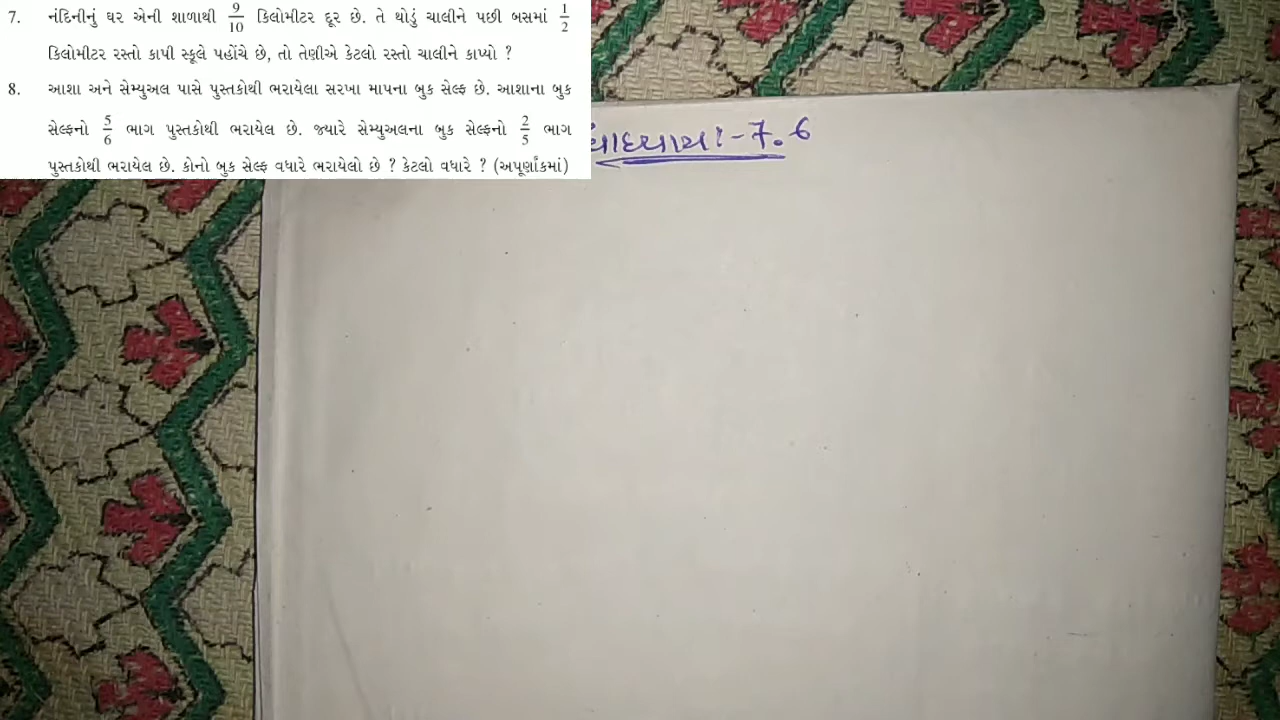 7. નંદિનીનું ઘર એની શાળાથી 9/10 કિલોમીટર દૂર છે. તે થોડું ચાલીને પછી બસમાં 1/2
કિલોમીટર રસ્તો કાપી સ્કૂલે પહોંચે છે, તો તેણીએ કેટલો રસ્તો ચાલીને કાપ્યો ?
8. આશા અને સેમ્યુઅલ પાસે પુસ્તકોથી ભરાયેલા સરખા માપના બુક સેલ્ફ છે. આશાના બુક
સેલ્ફનો 5/6 ભાગ પુસ્તકોથી ભરાયેલ છે. જ્યારે સેમ્યુઅલના બુક સેલ્ફનો 2/5 ભાગ
પુસ્તકોથી ભરાયેલ છે. કોનો બુક સેલ્ફ વધારે ભરાયેલો છે ? કેટલો વધારે ? (અપૂર્ણાંકમાં)
7.6